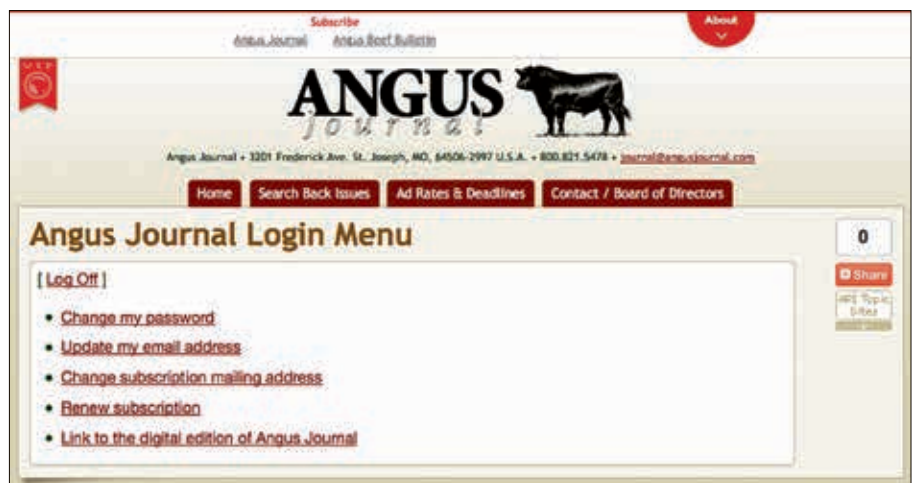 Subscribe
About
Angus Journal Angus Beef Bulletin
ANGUS
journal
Angus Journal • 3201 Frederick Ave. St. Joseph, MO, 64506-2997 U.S.A. • 800.821.5478 • journal@angusjournal.com
Home Search Back Issues Ad Rates & Deadlines Contact / Board of Directors
Angus Journal Login Menu
0
[ Log Off ]
Share
API Topic
Sites
• Change my password
• Update my email address
• Change subscription mailing address
• Renew subscription
• Link to the digital edition of Angus Journal